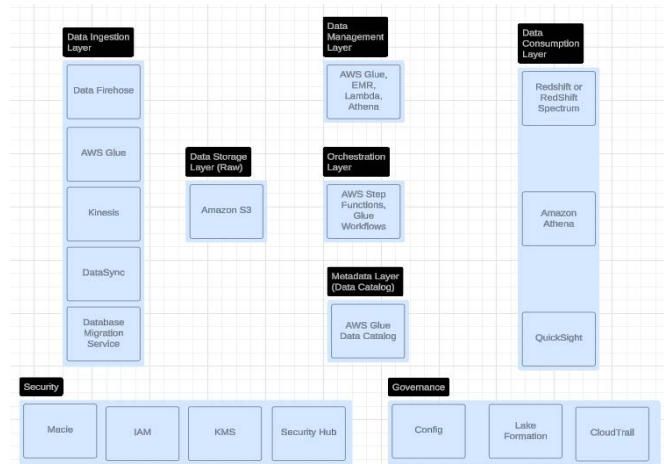 Data Ingestion
Layer
Data Firehose
AWS Glue
Kinesis
DataSync
Database
Migration
Service
Data Storage
Layer (Raw)
Amazon S3
Data
Management
Layer
AWS Glue,
EMR,
Lambda,
Athena
Orchestration
Layer
AWS Step
Functions,
Glue
Workflows
Metadata Layer
(Data Catalog)
AWS Glue
Data Catalog
Data
Consumption
Layer
Redshift or
RedShift
Spectrum
Amazon
Athena
QuickSight
Security
Macie
IAM
KMS
Security Hub
Governance
Config
Lake
Formation
CloudTrail